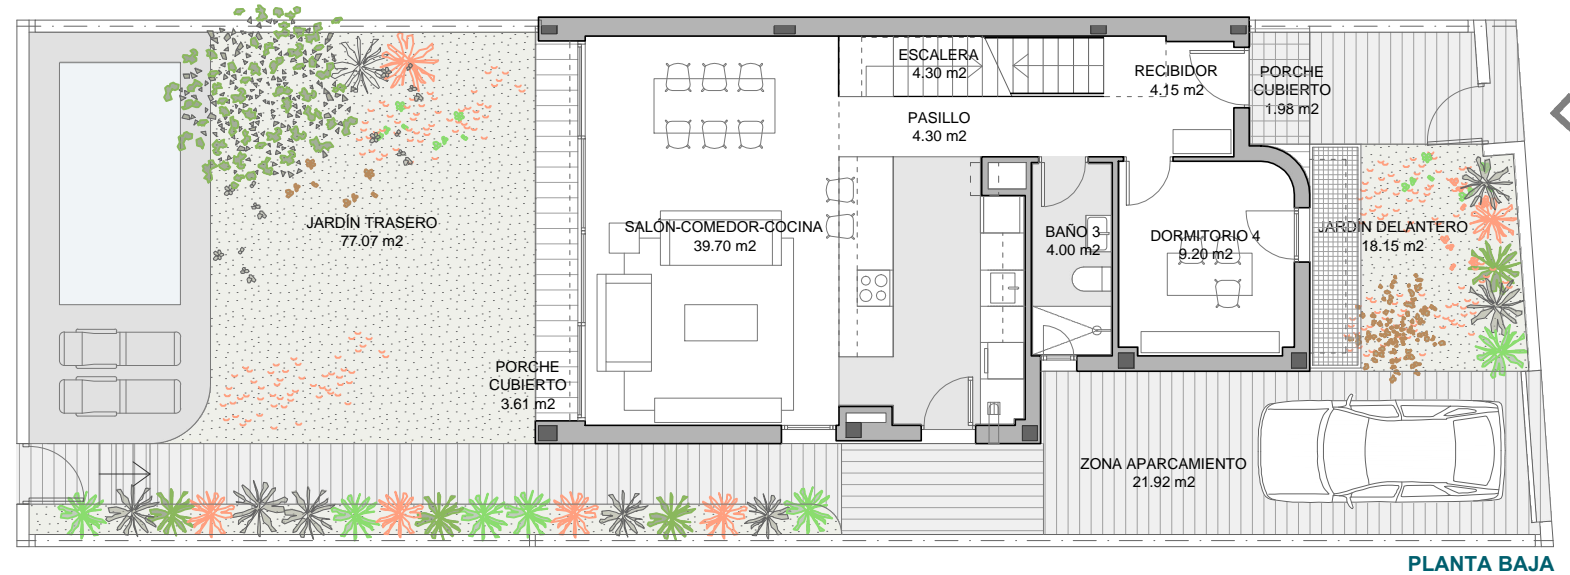 ESCALERA
4.30 m2
RECIBIDOR
4.15 m2
PORCHE
CUBIERTO
1.98 m2
PASILLO
4.30 m2
JARDÍN TRASERO
77.07 m2
SALÓN-COMEDOR-COCINA
39.70 m2
BAÑO 3
4.00 m2
DORMITORIO 4
9.20 m2
JARDÍN DELANTERO
18.15 m2
PORCHE
CUBIERTO
3.61 m2
ZONA APARCAMIENTO
21.92 m2
PLANTA BAJA